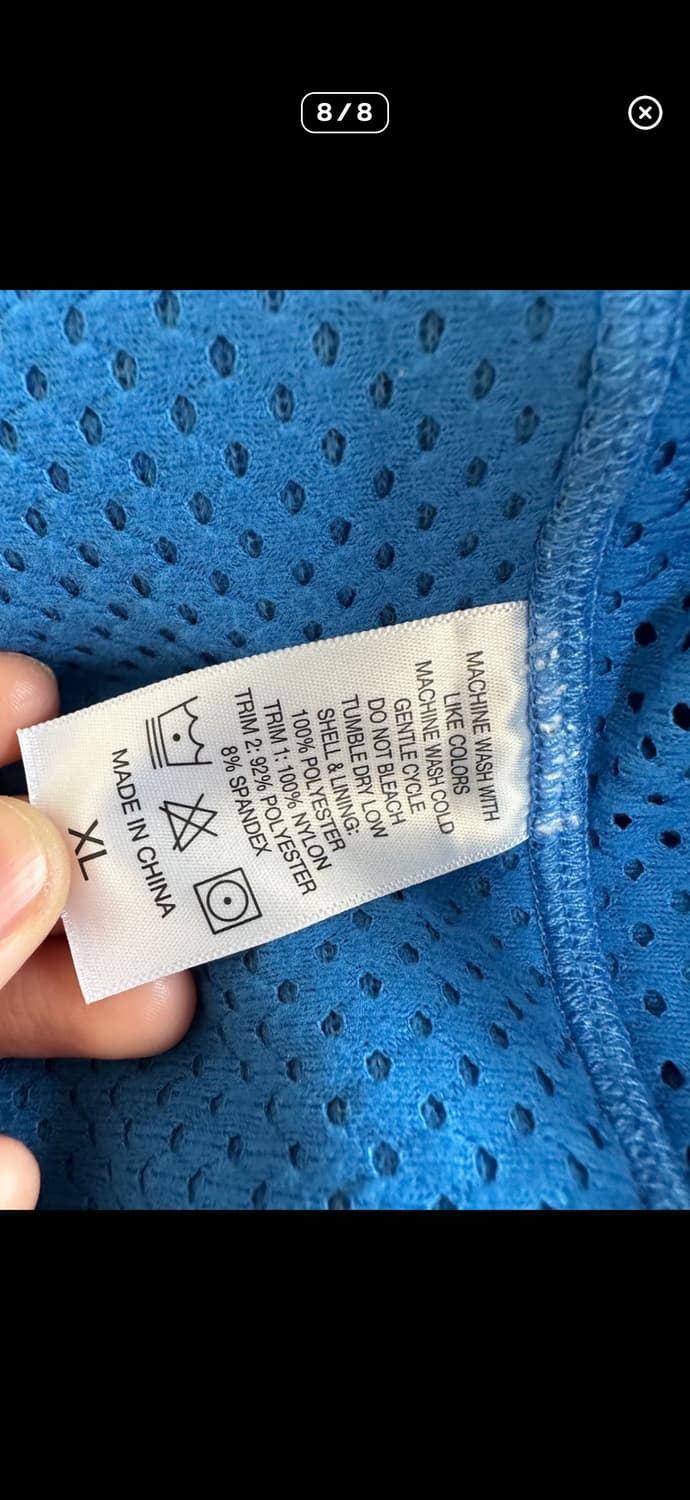 8/8
MACHINE WASH WITH
LIKE COLORS
MACHINE WASH COLD
GENTLE CYCLE
DO NOT BLEACH
TUMBLE DRY LOW
SHELL & LINING:
100% POLYESTER
TRIM 1: 100% NYLON
TRIM 2: 92% POLYESTER
8% SPANDEX
MADE IN CHINA
XL